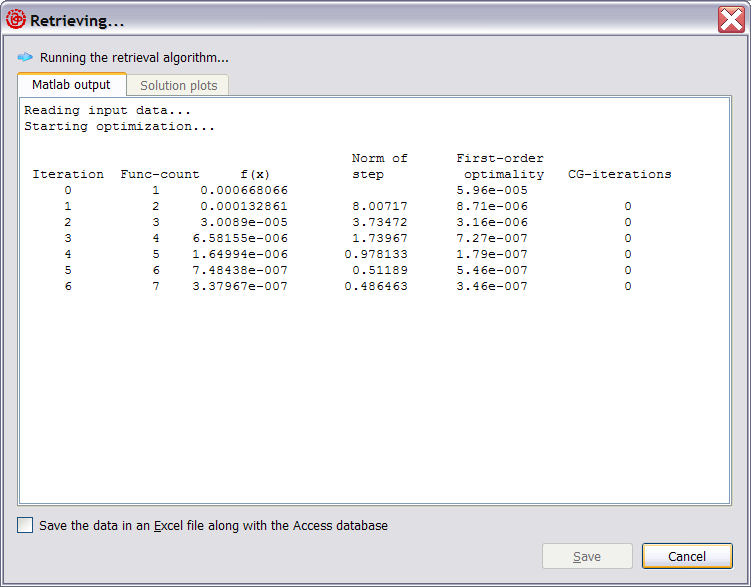 Retrieving...
Running the retrieval algorithm...
Matlab output Solution plots
Reading input data...
Starting optimization...
Norm of First-order
Iteration Func-count f(x) step optimality CG-iterations
0 1 0.000668066 5.96e-005
1 2 0.000132861 8.00717 8.71e-006 0
2 3 3.0089e-005 3.73472 3.16e-006 0
3 4 6.58155e-006 1.73967 7.27e-007 0
4 5 1.64994e-006 0.978133 1.79e-007 0
5 6 7.48438e-007 0.51189 5.46e-007 0
6 7 3.37967e-007 0.486463 3.46e-007 0
Save the data in an Excel file along with the Access database
Save Cancel